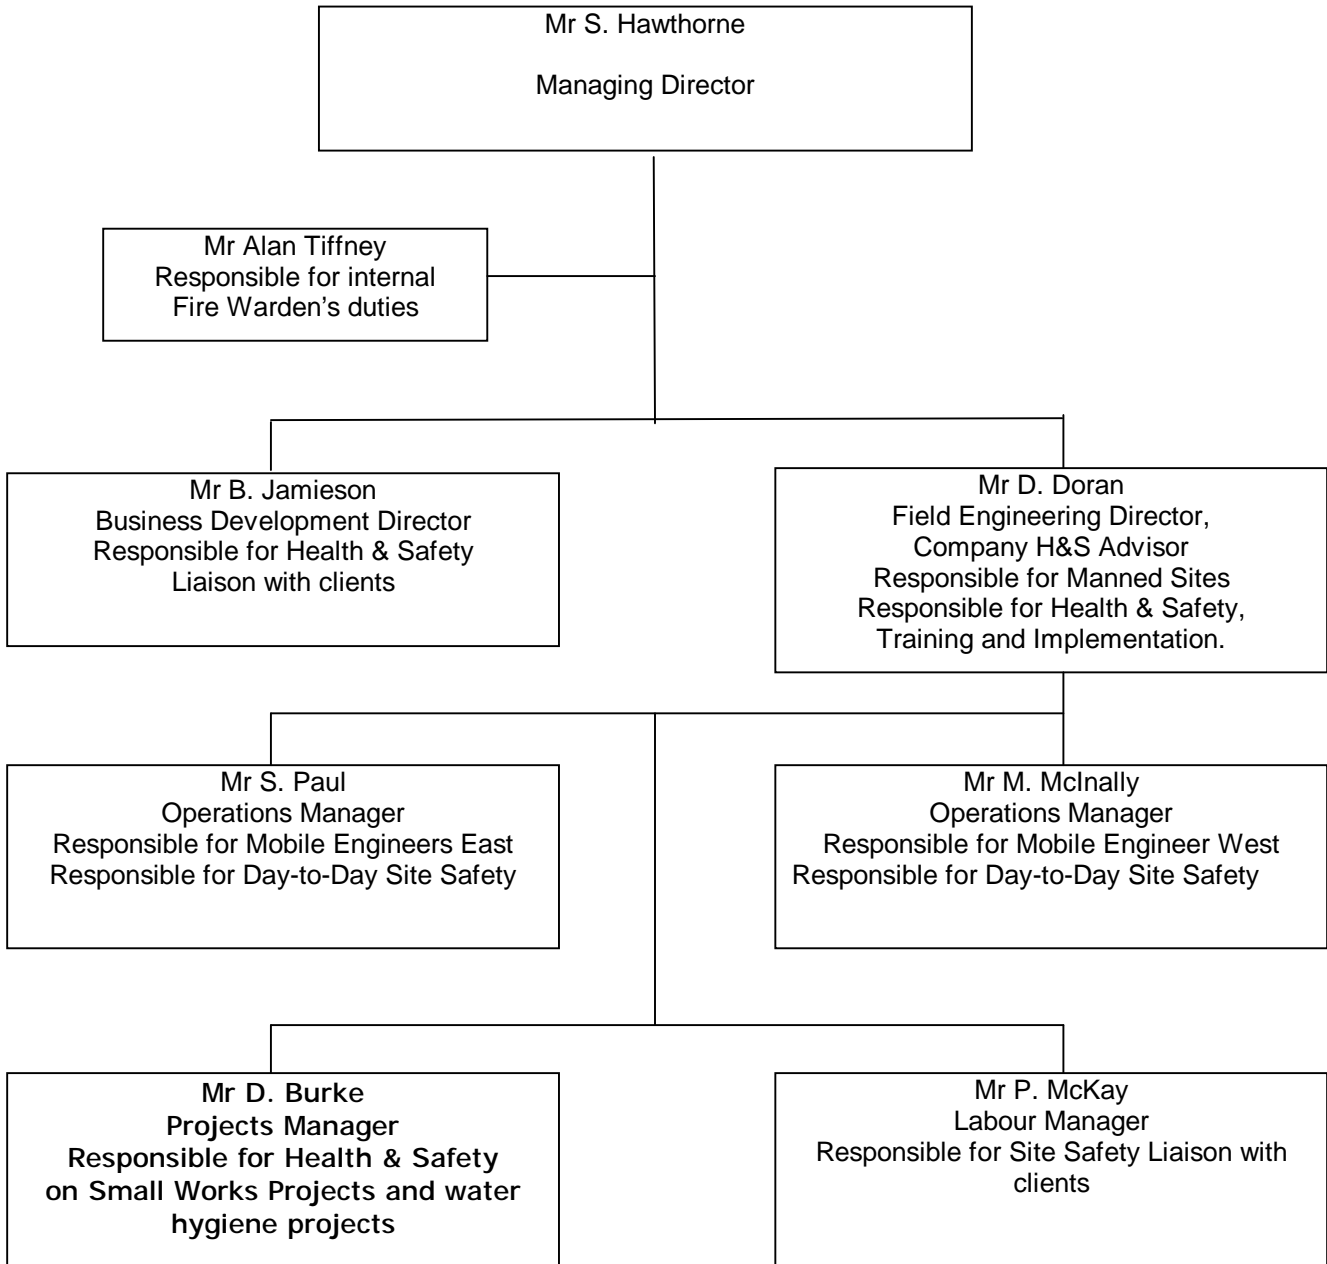 Mr S. Hawthorne
Managing Director
Mr Alan Tiffney
Responsible for internal
Fire Warden's duties
Mr B. Jamieson
Business Development Director
Responsible for Health & Safety
Liaison with clients
Mr D. Doran
Field Engineering Director,
Company H&S Advisor
Responsible for Manned Sites
Responsible for Health & Safety,
Training and Implementation.
Mr S. Paul
Operations Manager
Responsible for Mobile Engineers East
Responsible for Day-to-Day Site Safety
Mr M. McInally
Operations Manager
Responsible for Mobile Engineer West
Responsible for Day-to-Day Site Safety
Mr D. Burke
Projects Manager
Responsible for Health & Safety
on Small Works Projects and water
hygiene projects
Mr P. McKay
Labour Manager
Responsible for Site Safety Liaison with
clients